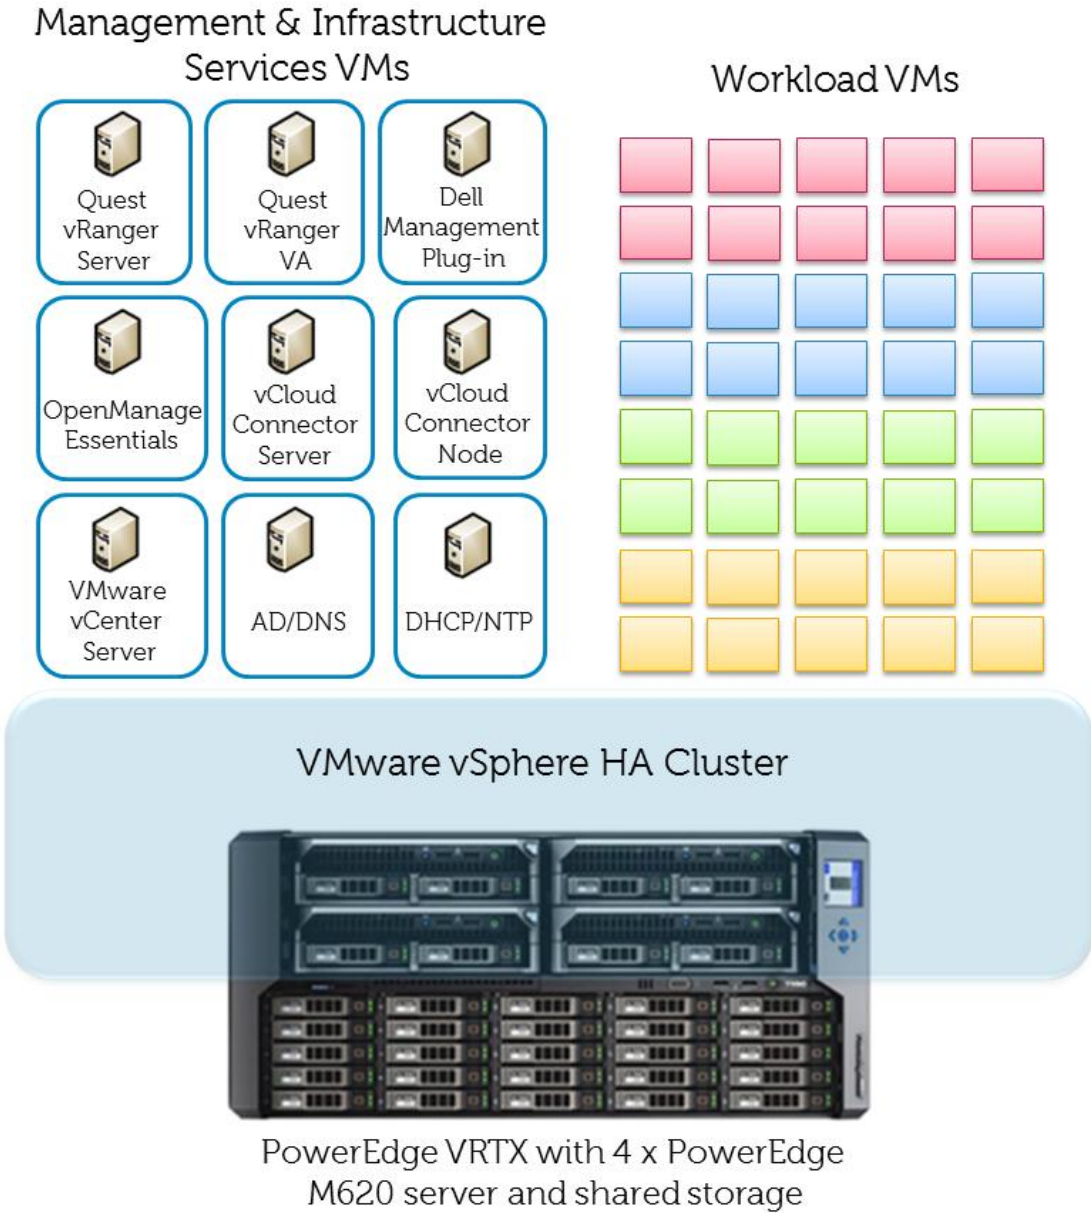 Management & Infrastructure
Services VMs
Workload VMs
Quest
vRanger
Server
Quest
vRanger
VA
Dell
Management
Plug-in
OpenManage
Essentials
vCloud
Connector
Server
vCloud
Connector
Node
VMware
vCenter
Server
AD/DNS
DHCP/NTP
VMware vSphere HA Cluster
PowerEdge VRTX with 4 x PowerEdge
M620 server and shared storage